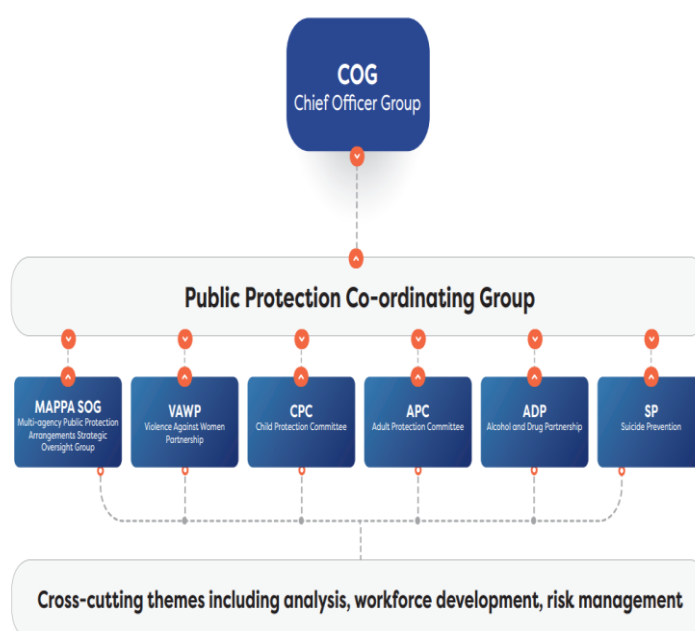 COG
Chief Officer Group
Public Protection Co-ordinating Group
MAPPA SOG
Multi-agency Public Protection
Arrangements Strategic
Oversight Group
VAWP
Violence Against Women
Partnership
CPC
Child Protection Committee
APC
Adult Protection Committee
ADP
Alcohol and Drug Partnership
SP
Suicide Prevention
Cross-cutting themes including analysis, workforce development, risk management